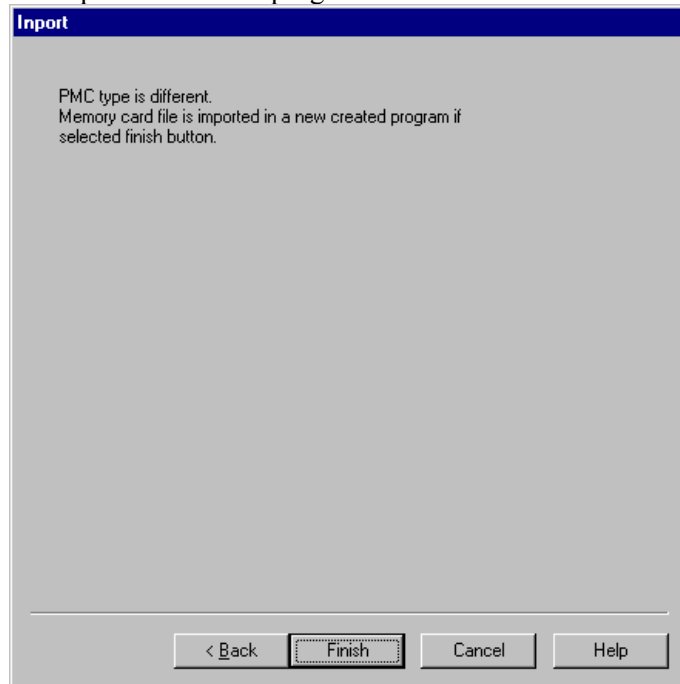 Inport
PMC type is different.
Memory card file is imported in a new created program if
selected finish button.
< Back
Finish
Cancel
Help